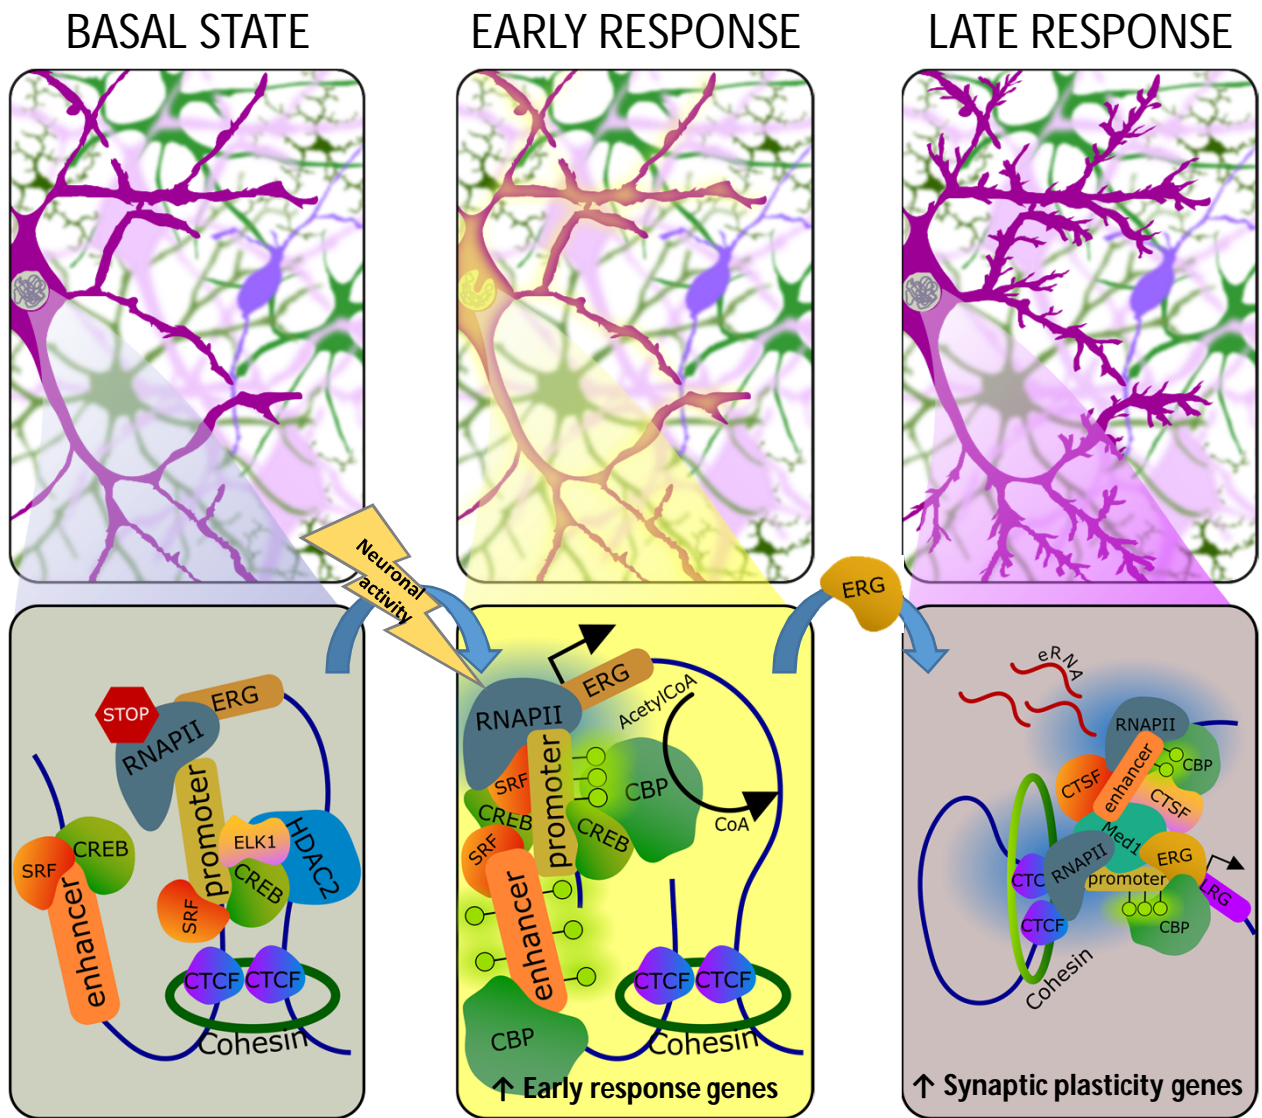 BASAL STATE
EARLY RESPONSE
LATE RESPONSE
Neuronal
activity
ERG
STOP
RNAPII
ERG
promoter
SRF
CREB
enhancer
ELK1
HDAC2
CREB
SRF
CTCF
CTCF
Cohesin
RNAPII
ERG
AcetylCoA
CoA
SRF
promoter
CREB
CBP
CREB
SRF
enhancer
CBP
CTCF
CTCF
Cohesin
↑ Early response genes
eRNA
RNAPII
enhancer
CBP
CTSF
CTSF
Med1
RNAPII
ERG
promoter
LRG
CTC
CTCF
CBP
Cohesin
↑ Synaptic plasticity genes